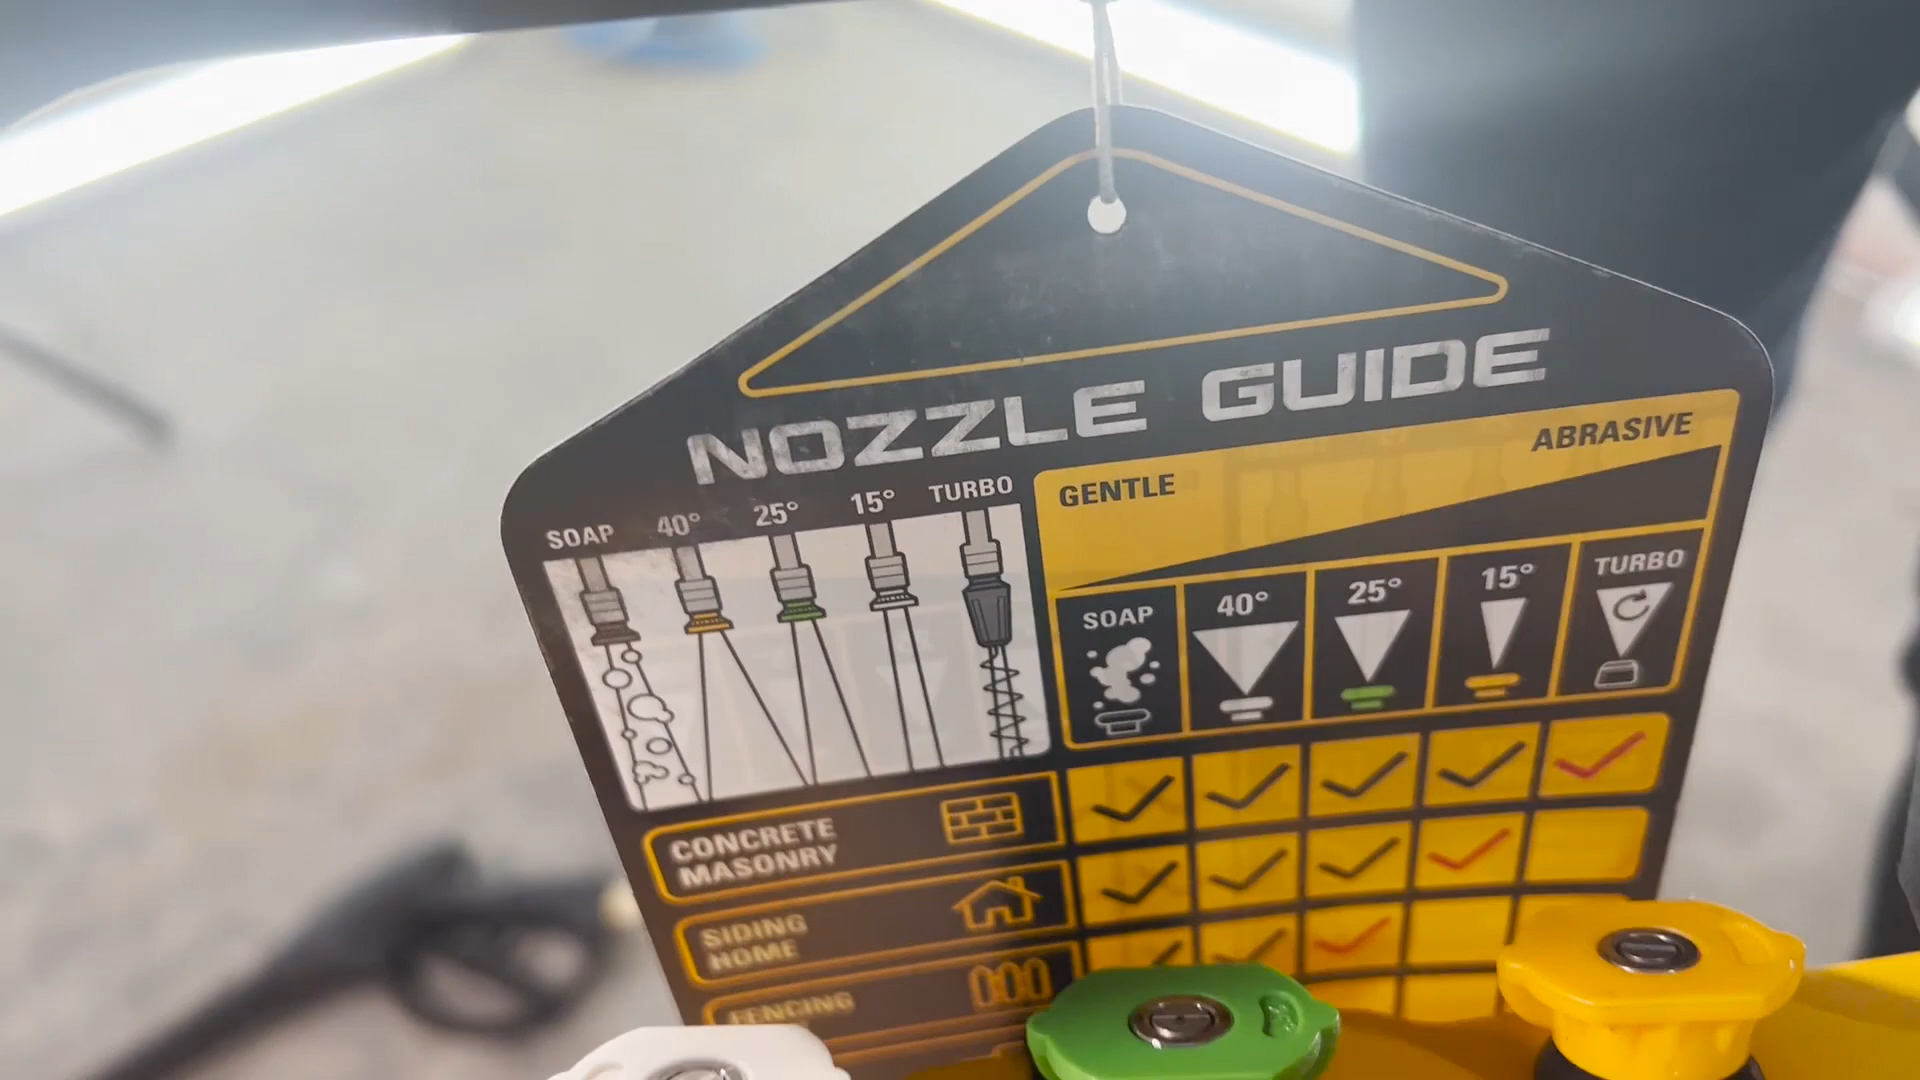 NOZZLE GUIDE
SOAP 40° 25° 15° TURBO
GENTLE
ABRASIVE
SOAP 40° 25° 15° TURBO
CONCRETE
MASONRY
SIDING
HOME
FENCING